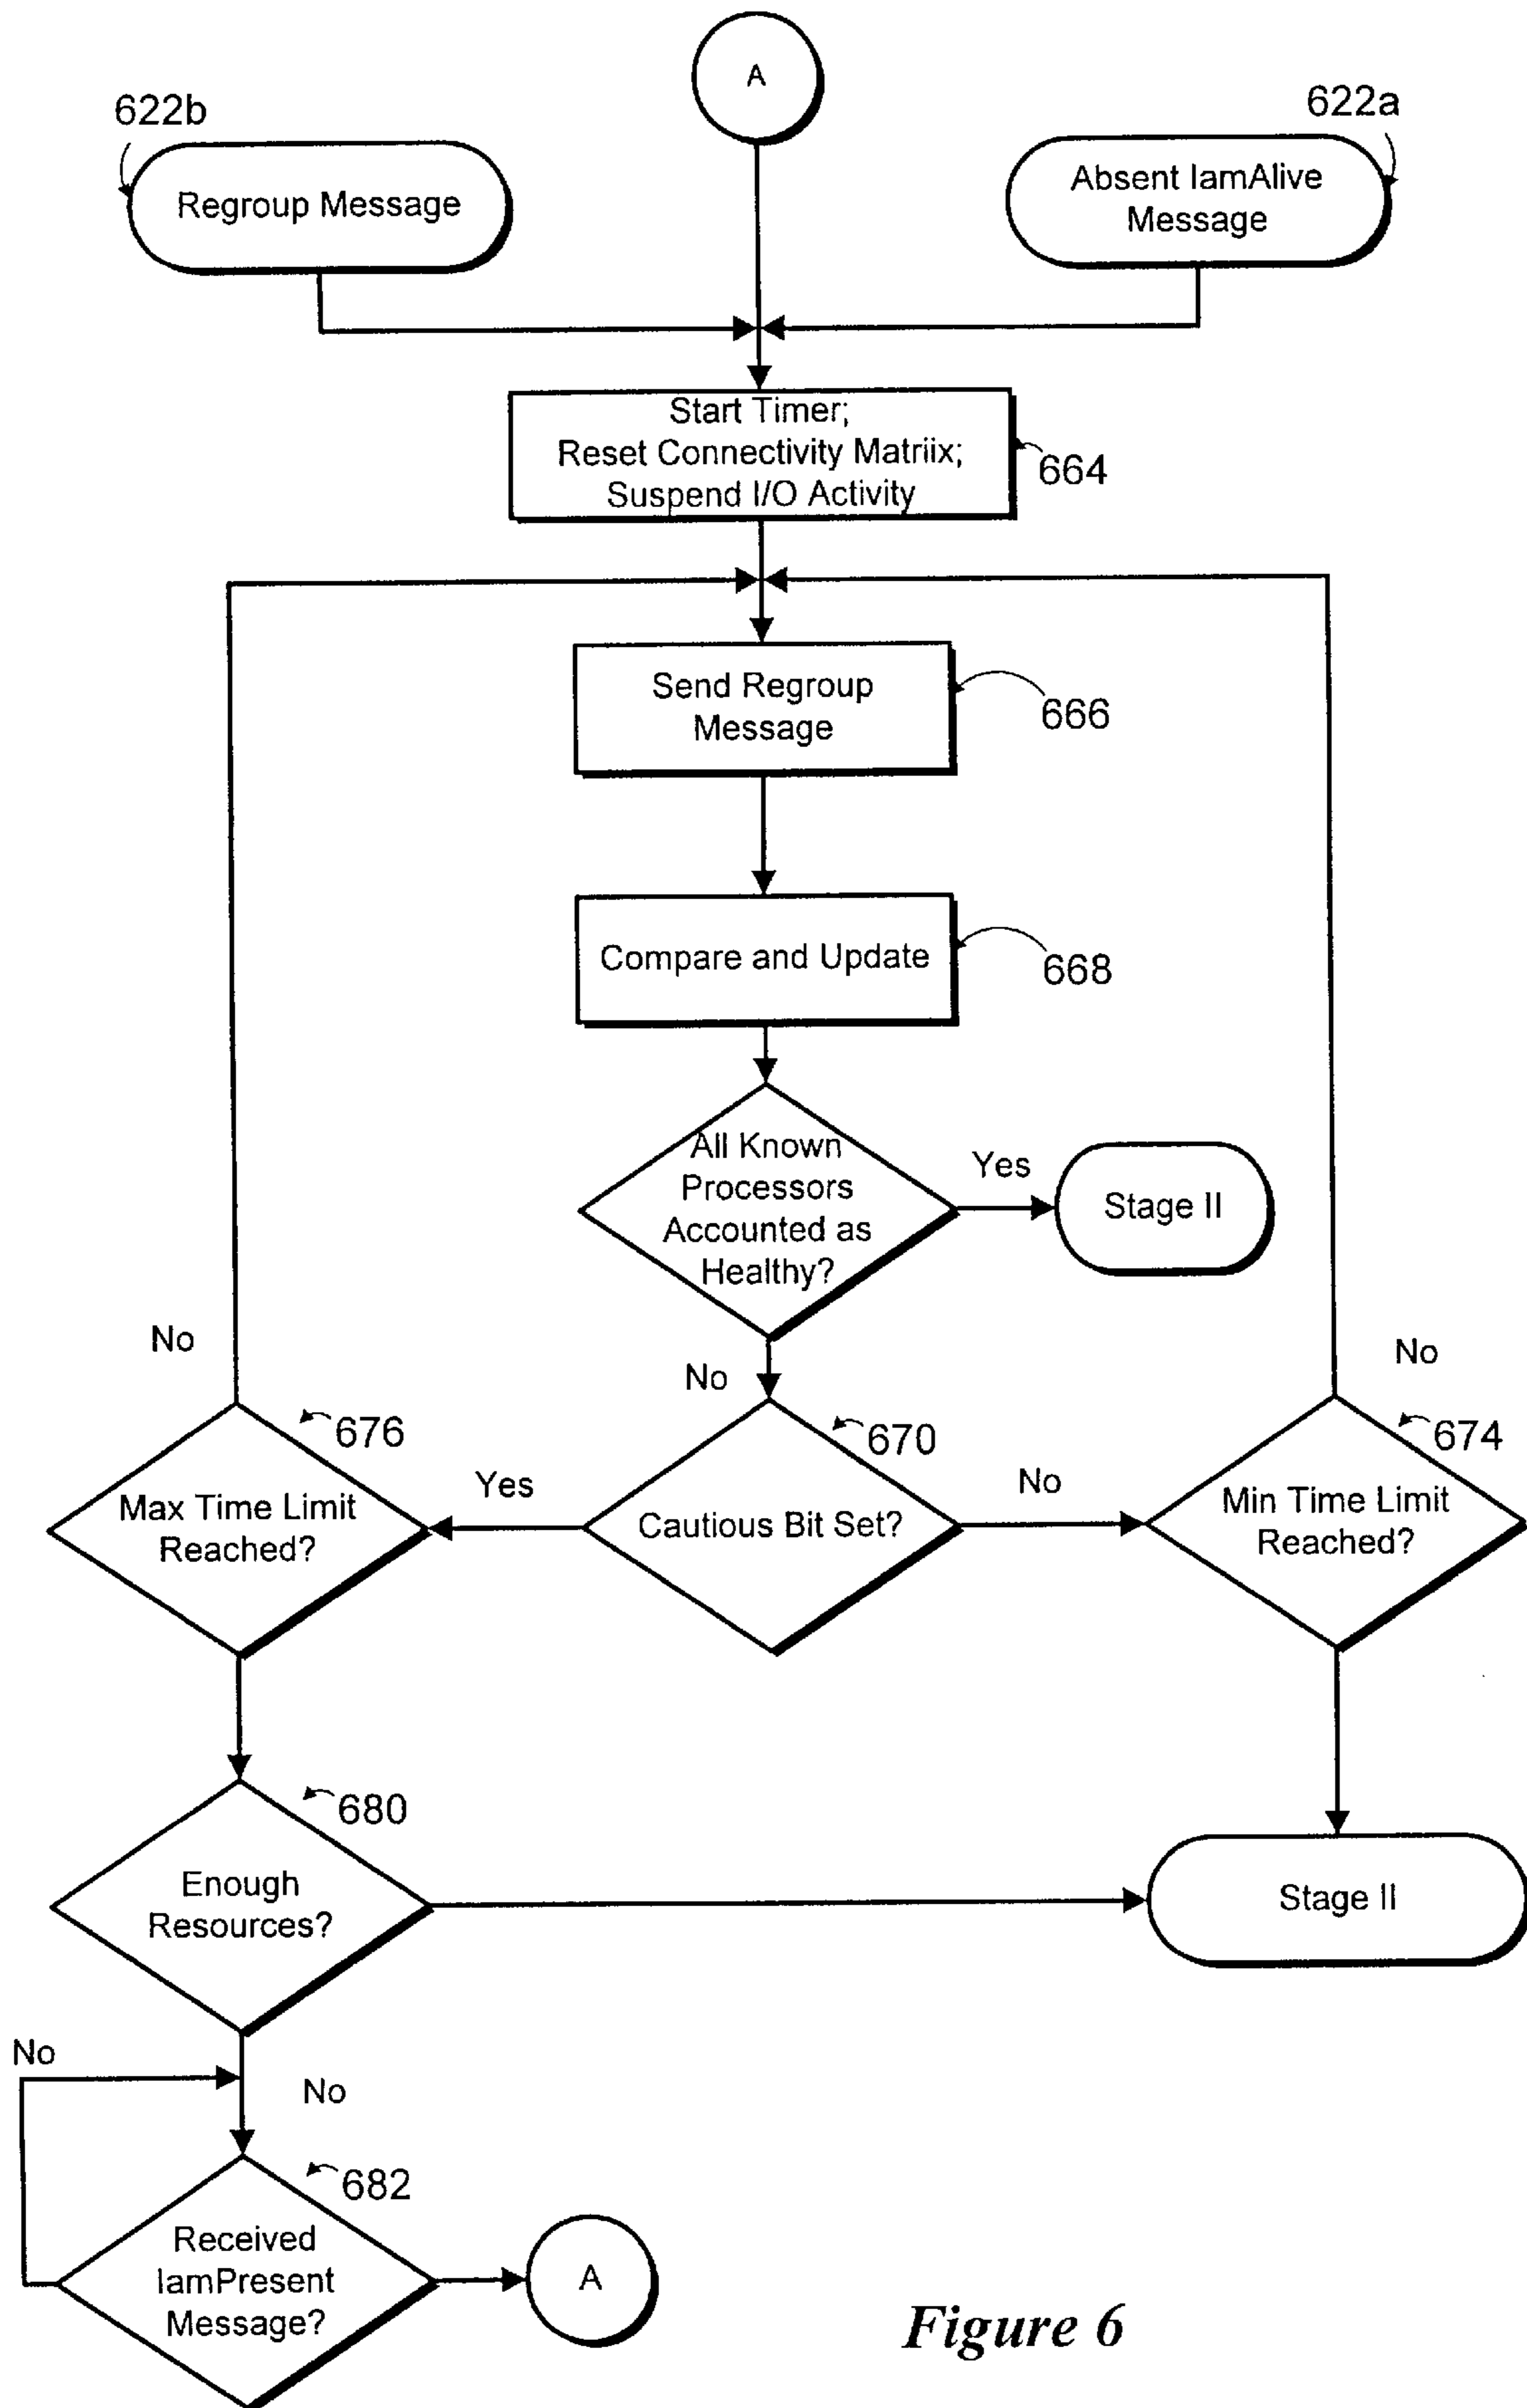 A
622b
622a
Regroup Message
Absent IamAlive
Message
Start Timer;
Reset Connectivity Matriix;
Suspend I/O Activity
664
Send Regroup
Message
666
Compare and Update
668
All Known
Processors
Accounted as
Healthy?
Yes
Stage II
No
No
No
676
670
674
Max Time Limit
Reached?
Yes
Cautious Bit Set?
No
Min Time Limit
Reached?
680
Enough
Resources?
Stage II
No
No
682
Received
IamPresent
Message?
A
Figure 6